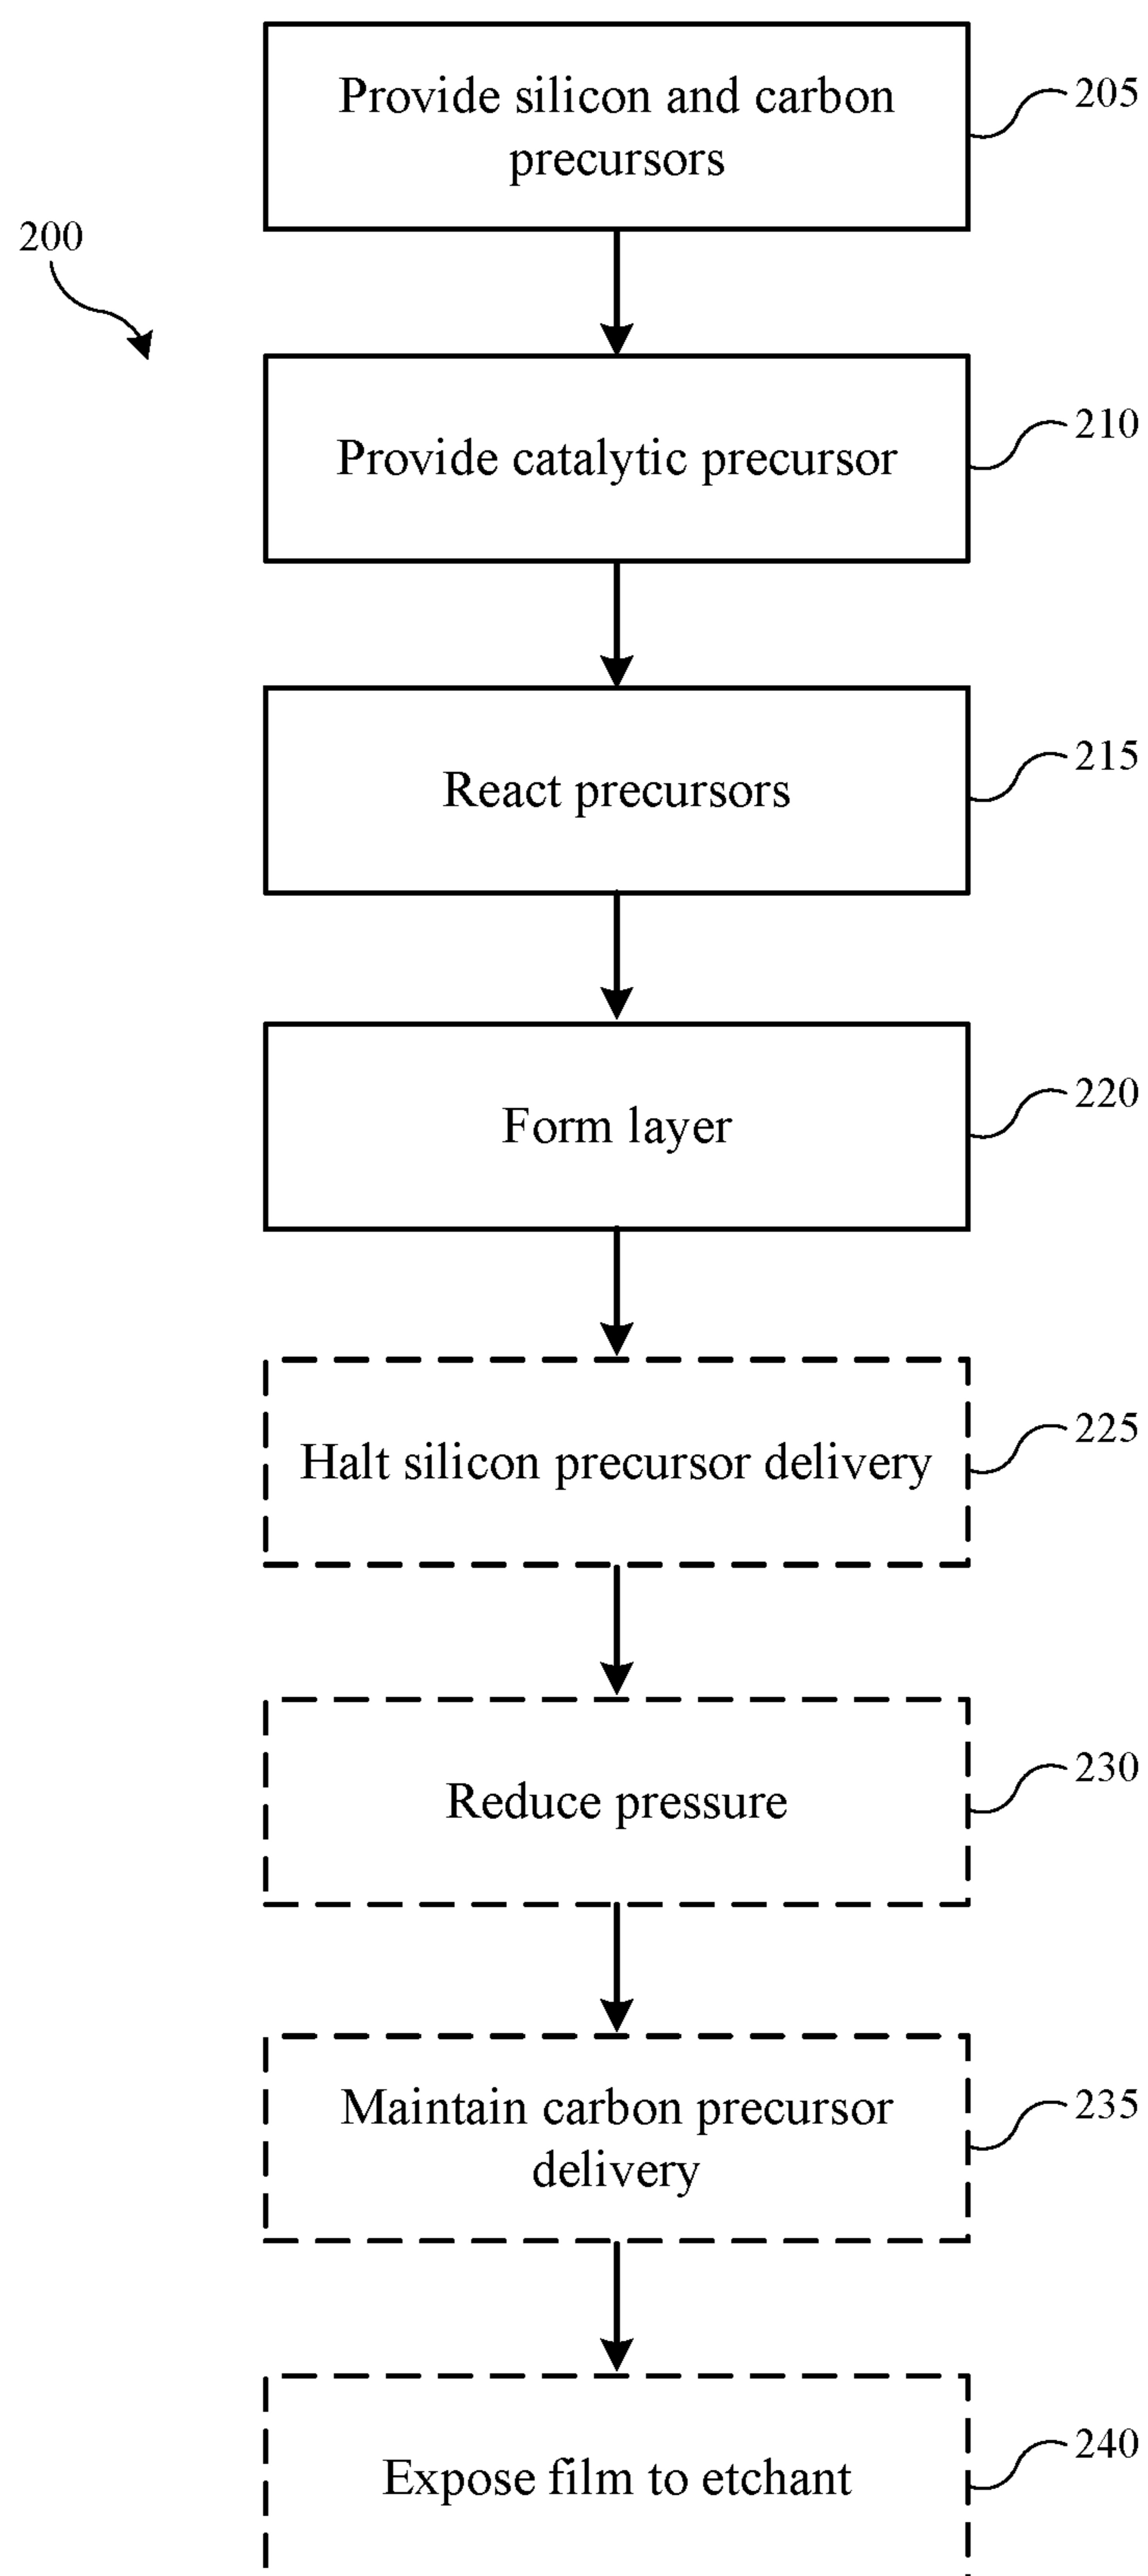 Provide silicon and carbon
precursors
205
200
Provide catalytic precursor
210
React precursors
215
Form layer
220
Halt silicon precursor delivery
225
Reduce pressure
230
Maintain carbon precursor
delivery
235
Expose film to etchant
240